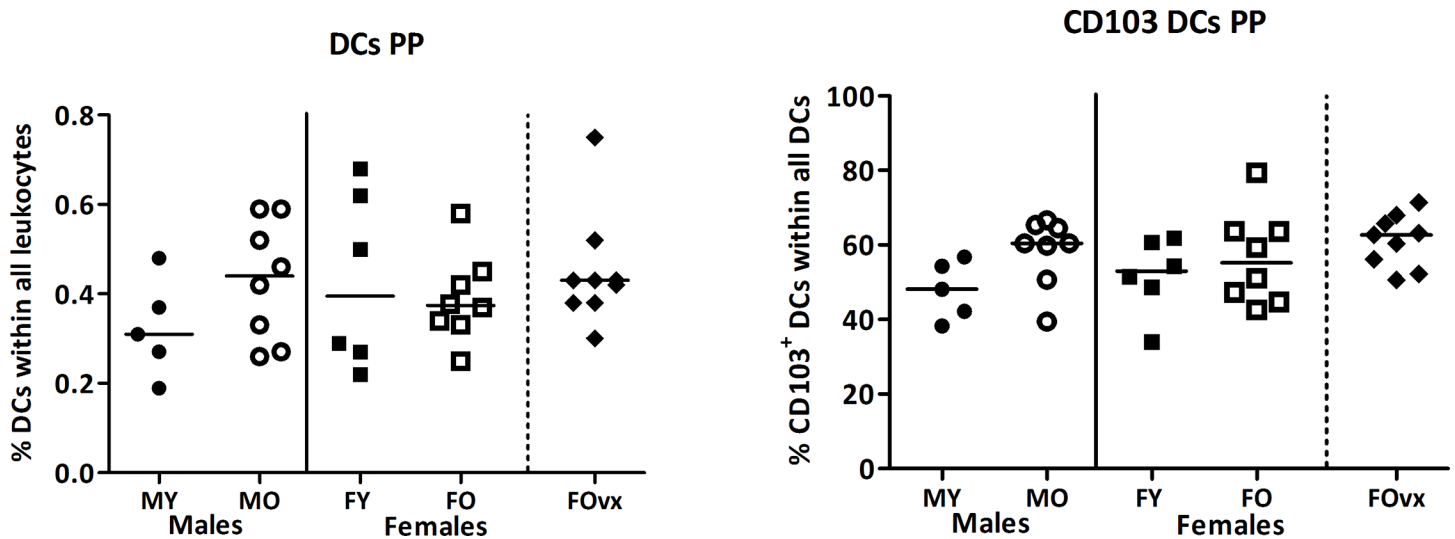 DCs PP
% DCs within all leukocytes
0.8
0.6
0.4
0.2
0.0
MY MO FY FO FOvx
Males Females
CD103 DCs PP
% CD103+ DCs within all DCs
100
80
60
40
20
0
MY MO FY FO FOvx
Males Females